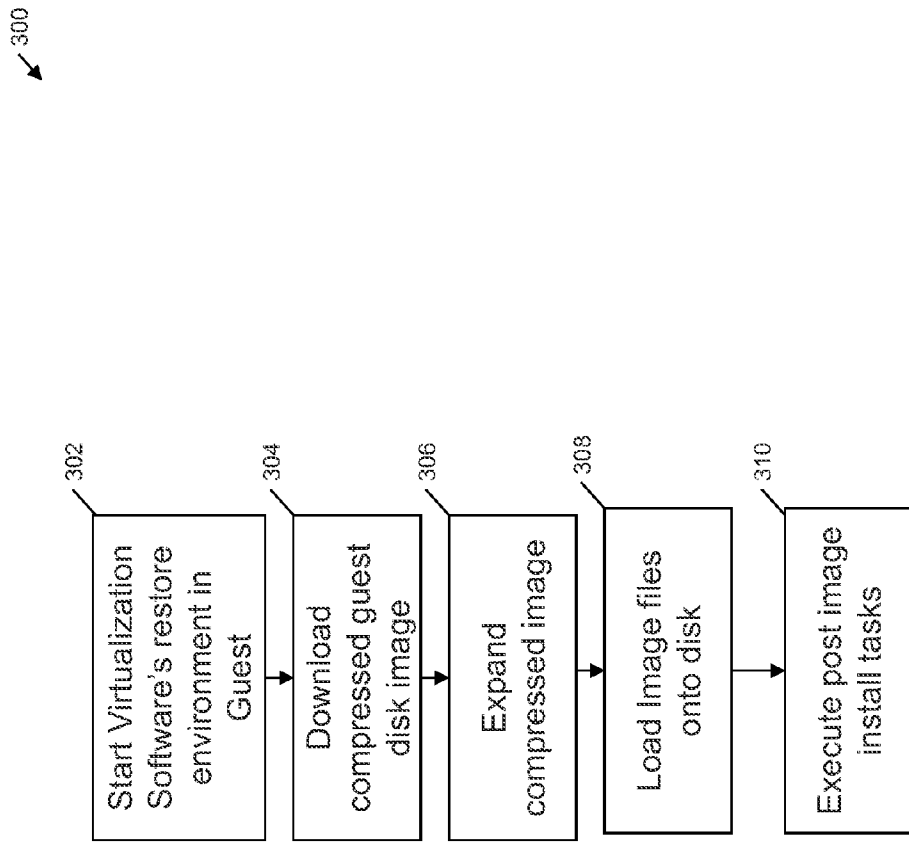 300
302
Start Virtualization
Software's restore
environment in
Guest
304
Download
compressed guest
disk image
306
Expand
compressed image
308
Load Image files
onto disk
310
Execute post image
install tasks